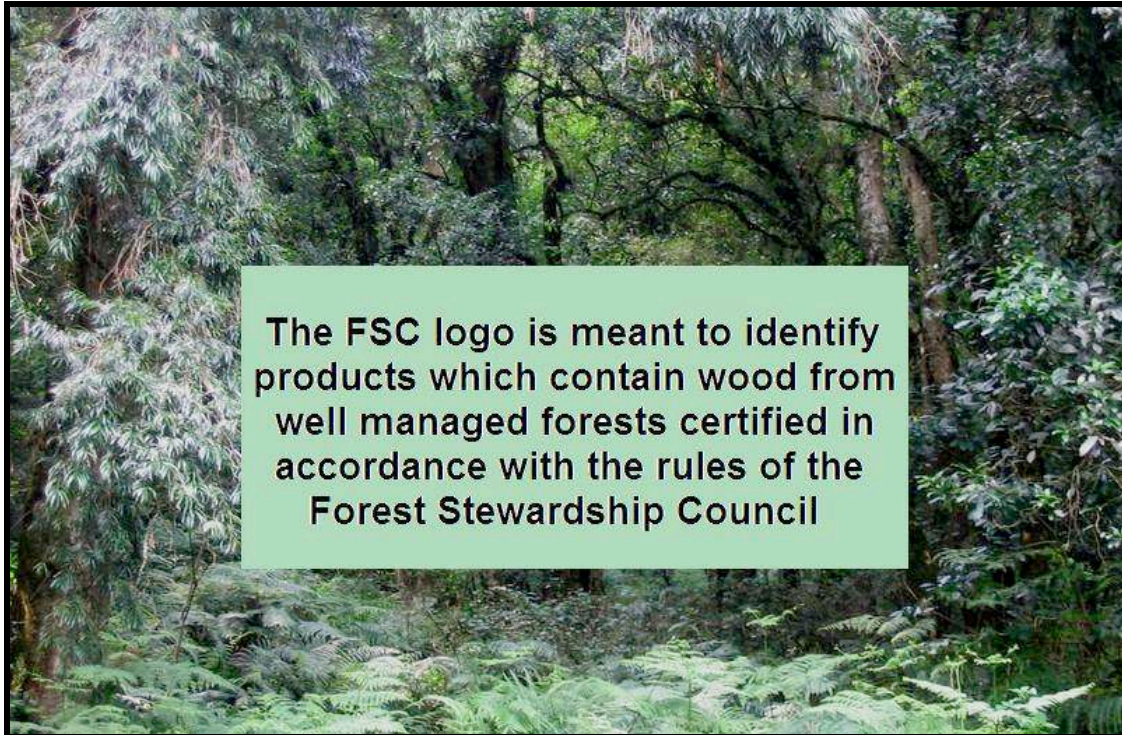 The FSC logo is meant to identify
products which contain wood from
well managed forests certified in
accordance with the rules of the
Forest Stewardship Council